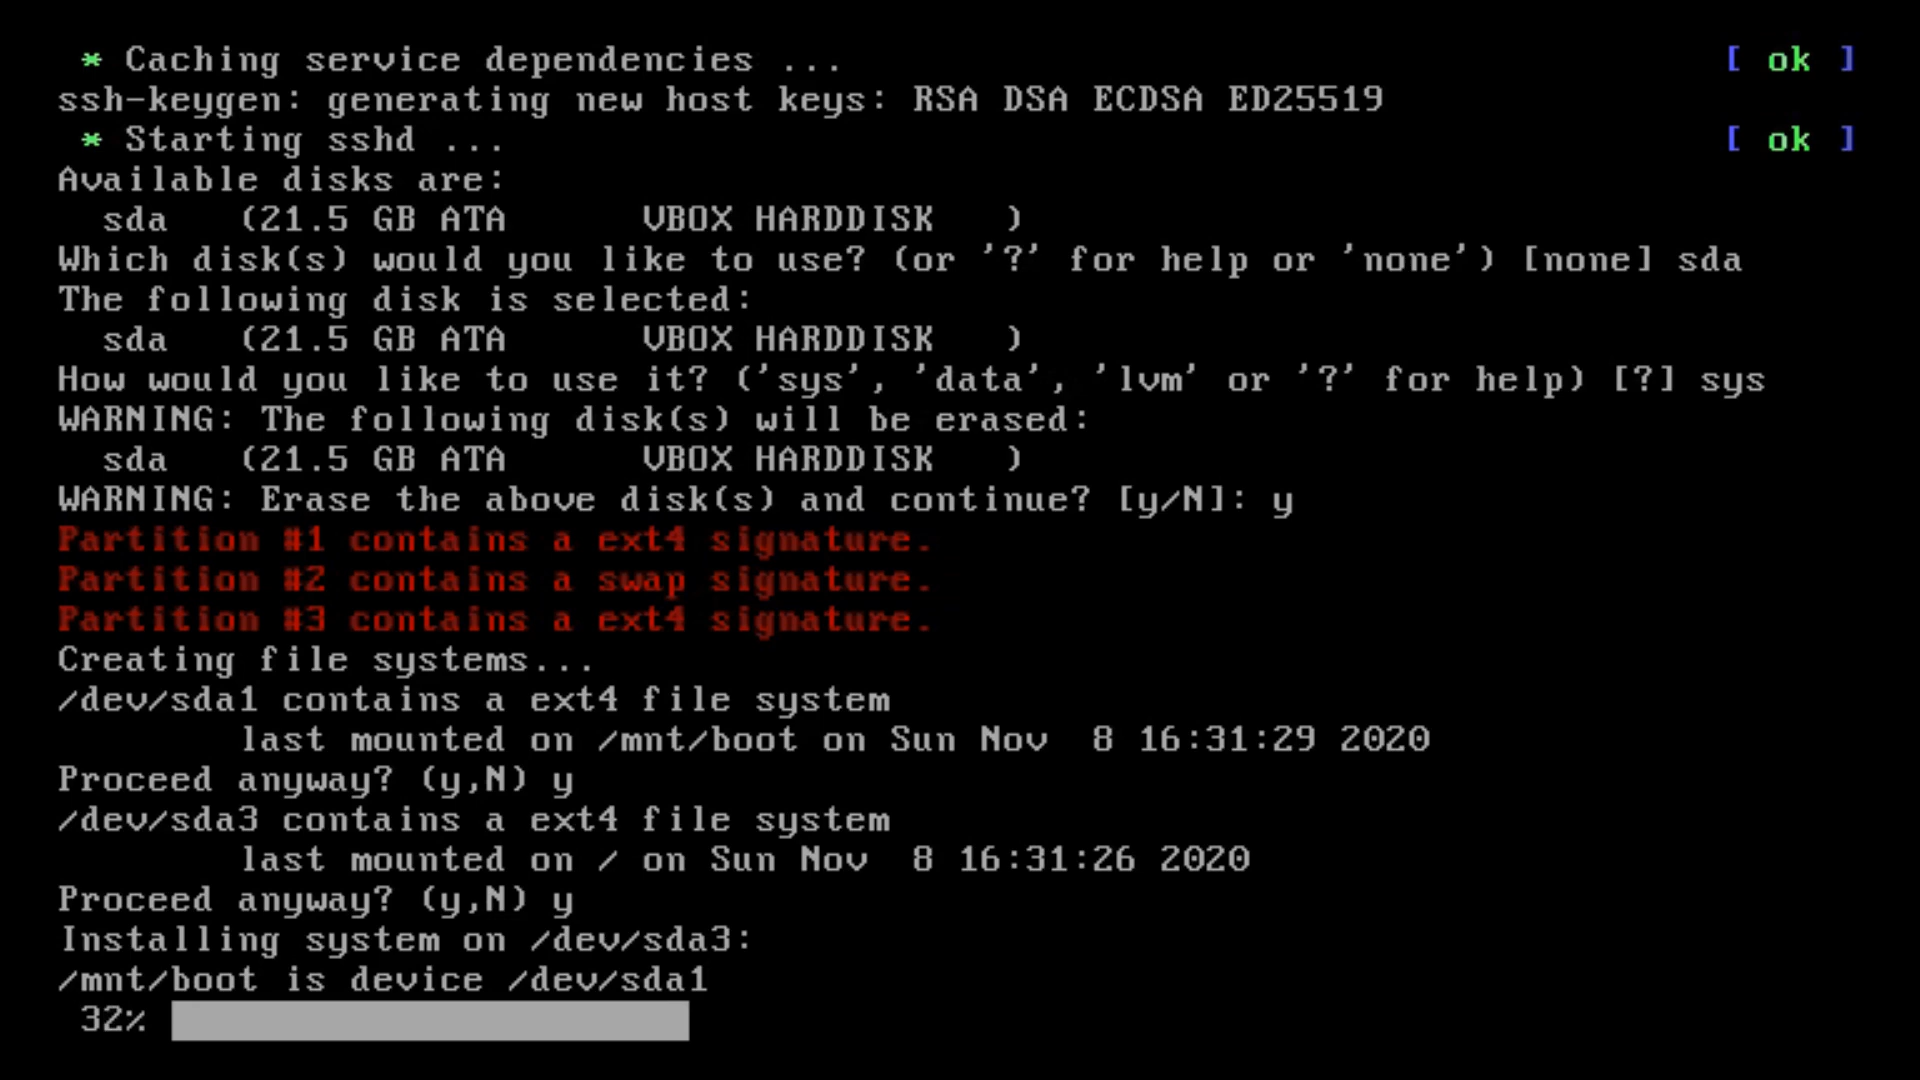 * Caching service dependencies ... [ ok ]
ssh-keygen: generating new host keys: RSA DSA ECDSA ED25519
* Starting sshd ... [ ok ]
Available disks are:
sda (21.5 GB ATA VBOX HARDDISK )
Which disk(s) would you like to use? (or '?' for help or 'none') [none] sda
The following disk is selected:
sda (21.5 GB ATA VBOX HARDDISK )
How would you like to use it? ('sys', 'data', 'lvm' or '?' for help) [?] sys
WARNING: The following disk(s) will be erased:
sda (21.5 GB ATA VBOX HARDDISK )
WARNING: Erase the above disk(s) and continue? [y/N]: y
Partition #1 contains a ext4 signature.
Partition #2 contains a swap signature.
Partition #3 contains a ext4 signature.
Creating file systems...
/dev/sda1 contains a ext4 file system
last mounted on /mnt/boot on Sun Nov  8 16:31:29 2020
Proceed anyway? (y,N) y
/dev/sda3 contains a ext4 file system
last mounted on / on Sun Nov  8 16:31:26 2020
Proceed anyway? (y,N) y
Installing system on /dev/sda3:
/mnt/boot is device /dev/sda1
32%